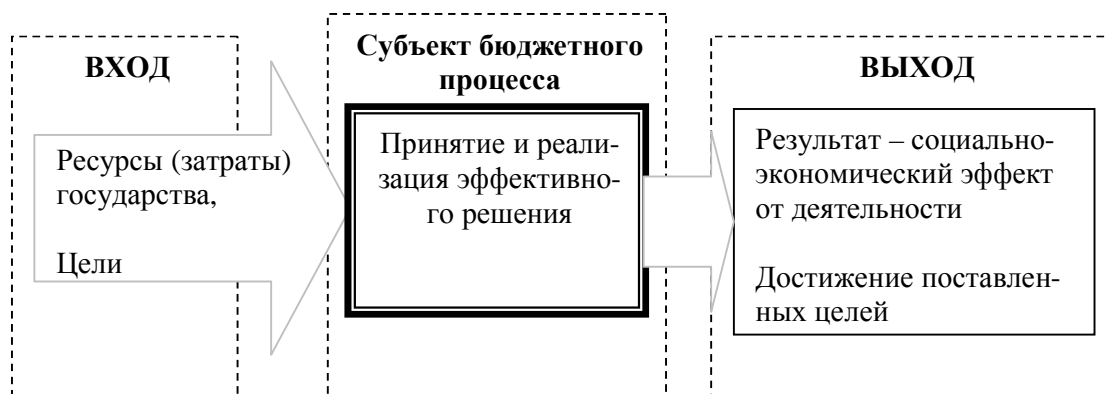 ВХОД
Ресурсы (затраты)
государства,
Цели
Субъект бюджетного
процесса
Принятие и реали-
зация эффективно-
го решения
ВЫХОД
Результат – социально-
экономический эффект
от деятельности
Достижение поставлен-
ных целей